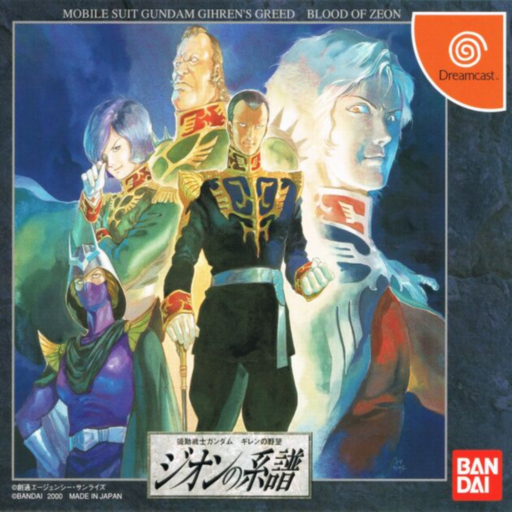 MOBILE SUIT GUNDAM GIHREN'S GREED BLOOD OF ZEON
Dreamcast.
機動戦士ガンダム ギレンの野望
ジオンの系譜
©創通エージェンシー・サンライズ
©BANDAI 2000 MADE IN JAPAN
BAN
DAI